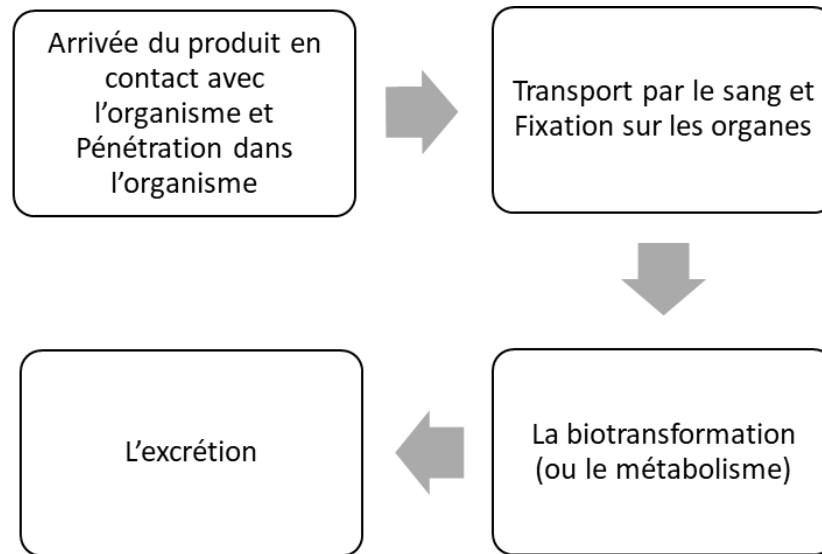 Arrivée du produit en
contact avec
l'organisme et
Pénétration dans
l'organisme
Transport par le sang et
Fixation sur les organes
La biotransformation
(ou le métabolisme)
L'excrétion